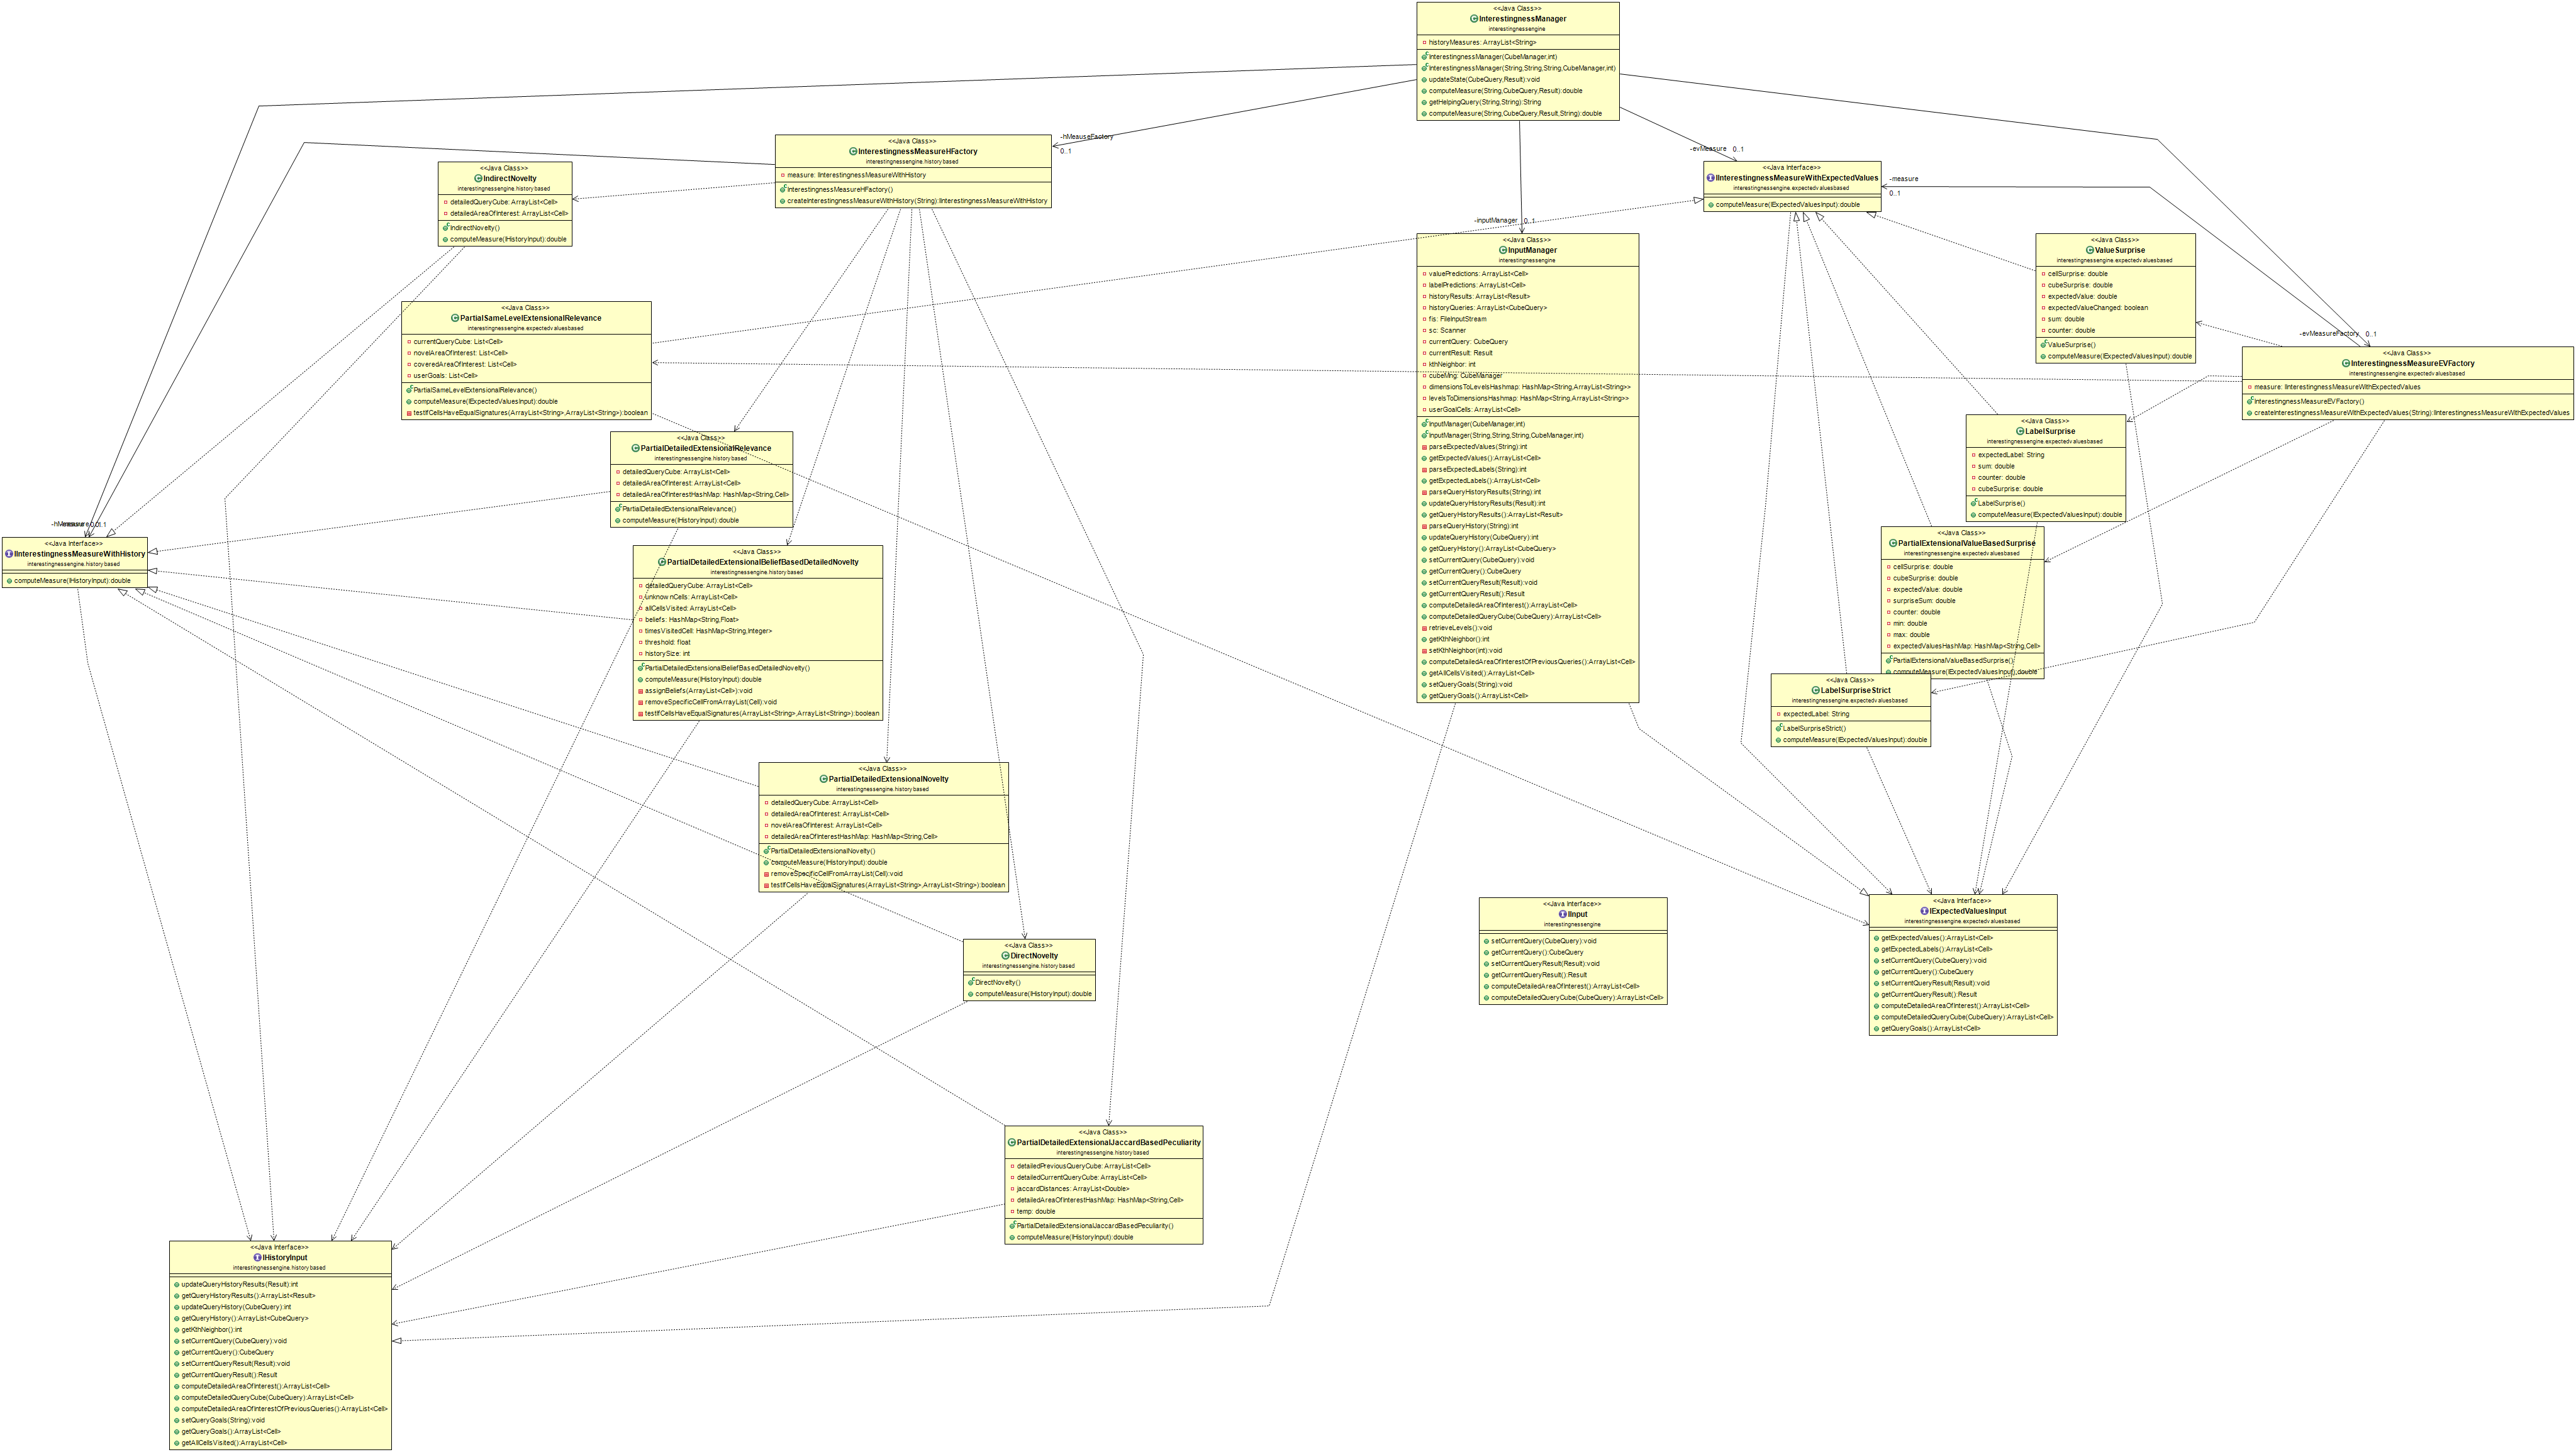 <<Java Class>>
InterestingnessManager
interestingnessengine
historyMeasures: ArrayList<String>
InterestingnessManager(CubeManager,int)
InterestingnessManager(String,String,String,CubeManager,int)
updateState(CubeQuery,Result):void
computeMeasure(String,CubeQuery,Result):double
getHelpingQuery(String,String):String
computeMeasure(String,CubeQuery,Result,String):double
-hMeauseFactory
0..1
<<Java Class>>
InterestingnessMeasureHFactory
interestingnessengine.historybased
measure: IInterestingnessMeasureWithHistory
InterestingnessMeasureHFactory()
createInterestingnessMeasureWithHistory(String):IInterestingnessMeasureWithHistory
<<Java Class>>
IndirectNovelty
interestingnessengine.historybased
detailedQueryCube: ArrayList<Cell>
detailedAreaOfInterest: ArrayList<Cell>
IndirectNovelty()
computeMeasure(IHistoryInput):double
-evMeasure 0..1
<<Java Interface>>
IInterestingnessMeasureWithExpectedValues
interestingnessengine.expectedvaluesbased
computeMeasure(IExpectedValuesInput):double
-measure
0..1
-inputManager 0..1
<<Java Class>>
InputManager
interestingnessengine
valuePredictions: ArrayList<Cell>
labelPredictions: ArrayList<Cell>
historyResults: ArrayList<Result>
historyQueries: ArrayList<CubeQuery>
fis: FileInputStream
sc: Scanner
currentQuery: CubeQuery
currentResult: Result
kthNeighbor: int
cubeMng: CubeManager
dimensionsToLevelsHashmap: HashMap<String,ArrayList<String>>
levelsToDimensionsHashmap: HashMap<String,ArrayList<String>>
userGoalCells: ArrayList<Cell>
InputManager(CubeManager,int)
InputManager(String,String,String,CubeManager,int)
parseExpectedValues(String):int
getExpectedValues():ArrayList<Cell>
parseExpectedLabels(String):int
getExpectedLabels():ArrayList<Cell>
parseQueryHistoryResults(String):int
updateQueryHistoryResults(Result):int
getQueryHistoryResults():ArrayList<Result>
parseQueryHistory(String):int
updateQueryHistory(CubeQuery):int
getQueryHistory():ArrayList<CubeQuery>
setCurrentQuery(CubeQuery):void
getCurrentQuery():CubeQuery
setCurrentQueryResult(Result):void
getCurrentQueryResult():Result
computeDetailedAreaOfInterest():ArrayList<Cell>
computeDetailedQueryCube(CubeQuery):ArrayList<Cell>
retrieveLevels():void
getKthNeighbor():int
setKthNeighbor(int):void
computeDetailedAreaOfInterestOfPreviousQueries():ArrayList<Cell>
getAllCellsVisited():ArrayList<Cell>
setQueryGoals(String):void
getQueryGoals():ArrayList<Cell>
<<Java Class>>
ValueSurprise
interestingnessengine.expectedvaluesbased
cellSurprise: double
cubeSurprise: double
expectedValue: double
expectedValueChanged: boolean
sum: double
counter: double
ValueSurprise()
computeMeasure(IExpectedValuesInput):double
-evMeasureFactory 0..1
<<Java Class>>
InterestingnessMeasureEVFactory
interestingnessengine.expectedvaluesbased
measure: IInterestingnessMeasureWithExpectedValues
InterestingnessMeasureEVFactory()
createInterestingnessMeasureWithExpectedValues(String):IInterestingnessMeasureWithExpectedValues
<<Java Class>>
PartialSameLevelExtensionalRelevance
interestingnessengine.expectedvaluesbased
currentQueryCube: List<Cell>
novelAreaOfInterest: List<Cell>
coveredAreaOfInterest: List<Cell>
userGoals: List<Cell>
PartialSameLevelExtensionalRelevance()
computeMeasure(IExpectedValuesInput):double
testIfCellsHaveEqualSignatures(ArrayList<String>,ArrayList<String>):boolean
<<Java Class>>
LabelSurprise
interestingnessengine.expectedvaluesbased
expectedLabel: String
sum: double
counter: double
cubeSurprise: double
LabelSurprise()
computeMeasure(IExpectedValuesInput):double
<<Java Class>>
PartialDetailedExtensionalRelevance
interestingnessengine.historybased
detailedQueryCube: ArrayList<Cell>
detailedAreaOfInterest: ArrayList<Cell>
detailedAreaOfInterestHashMap: HashMap<String,Cell>
PartialDetailedExtensionalRelevance()
computeMeasure(IHistoryInput):double
<<Java Interface>>
IInterestingnessMeasureWithHistory
interestingnessengine.historybased
computeMeasure(IHistoryInput):double
<<Java Class>>
PartialDetailedExtensionalBeliefBasedDetailedNovelty
interestingnessengine.historybased
detailedQueryCube: ArrayList<Cell>
unknownCells: ArrayList<Cell>
allCellsVisited: ArrayList<Cell>
beliefs: HashMap<String,Float>
timesVisitedCell: HashMap<String,Integer>
threshold: float
historySize: int
PartialDetailedExtensionalBeliefBasedDetailedNovelty()
computeMeasure(IHistoryInput):double
assignBeliefs(ArrayList<Cell>):void
removeSpecificCellFromArrayList(Cell):void
testIfCellsHaveEqualSignatures(ArrayList<String>,ArrayList<String>):boolean
<<Java Class>>
PartialExtensionalValueBasedSurprise
interestingnessengine.expectedvaluesbased
cellSurprise: double
cubeSurprise: double
expectedValue: double
surpriseSum: double
counter: double
min: double
max: double
expectedValuesHashMap: HashMap<String,Cell>
PartialExtensionalValueBasedSurprise()
computeMeasure(IExpectedValuesInput):double
<<Java Class>>
LabelSurpriseStrict
interestingnessengine.expectedvaluesbased
expectedLabel: String
LabelSurpriseStrict()
computeMeasure(IExpectedValuesInput):double
<<Java Class>>
PartialDetailedExtensionalNovelty
interestingnessengine.historybased
detailedQueryCube: ArrayList<Cell>
detailedAreaOfInterest: ArrayList<Cell>
novelAreaOfInterest: ArrayList<Cell>
detailedAreaOfInterestHashMap: HashMap<String,Cell>
PartialDetailedExtensionalNovelty()
computeMeasure(IHistoryInput):double
removeSpecificCellFromArrayList(Cell):void
testIfCellsHaveEqualSignatures(ArrayList<String>,ArrayList<String>):boolean
<<Java Interface>>
IInput
interestingnessengine
setCurrentQuery(CubeQuery):void
getCurrentQuery():CubeQuery
setCurrentQueryResult(Result):void
getCurrentQueryResult():Result
computeDetailedAreaOfInterest():ArrayList<Cell>
computeDetailedQueryCube(CubeQuery):ArrayList<Cell>
<<Java Interface>>
IExpectedValuesInput
interestingnessengine.expectedvaluesbased
getExpectedValues():ArrayList<Cell>
getExpectedLabels():ArrayList<Cell>
setCurrentQuery(CubeQuery):void
getCurrentQuery():CubeQuery
setCurrentQueryResult(Result):void
getCurrentQueryResult():Result
computeDetailedAreaOfInterest():ArrayList<Cell>
computeDetailedQueryCube(CubeQuery):ArrayList<Cell>
getQueryGoals():ArrayList<Cell>
<<Java Class>>
DirectNovelty
interestingnessengine.historybased
DirectNovelty()
computeMeasure(IHistoryInput):double
<<Java Class>>
PartialDetailedExtensionalJaccardBasedPeculiarity
interestingnessengine.historybased
detailedPreviousQueryCube: ArrayList<Cell>
detailedCurrentQueryCube: ArrayList<Cell>
jaccardDistances: ArrayList<Double>
detailedAreaOfInterestHashMap: HashMap<String,Cell>
temp: double
PartialDetailedExtensionalJaccardBasedPeculiarity()
computeMeasure(IHistoryInput):double
<<Java Interface>>
IHistoryInput
interestingnessengine.historybased
updateQueryHistoryResults(Result):int
getQueryHistoryResults():ArrayList<Result>
updateQueryHistory(CubeQuery):int
getQueryHistory():ArrayList<CubeQuery>
getKthNeighbor():int
setCurrentQuery(CubeQuery):void
getCurrentQuery():CubeQuery
setCurrentQueryResult(Result):void
getCurrentQueryResult():Result
computeDetailedAreaOfInterest():ArrayList<Cell>
computeDetailedQueryCube(CubeQuery):ArrayList<Cell>
computeDetailedAreaOfInterestOfPreviousQueries():ArrayList<Cell>
setQueryGoals(String):void
getQueryGoals():ArrayList<Cell>
getAllCellsVisited():ArrayList<Cell>